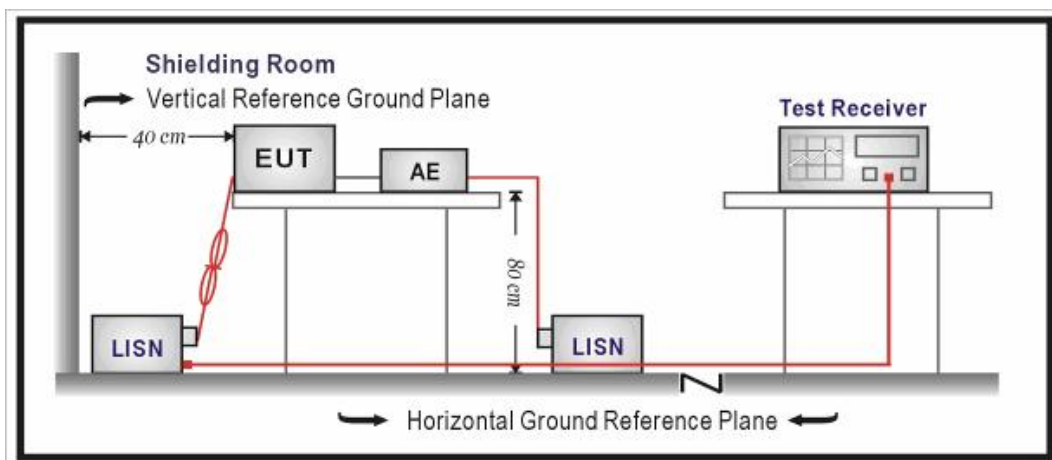 Shielding Room
Vertical Reference Ground Plane
40 cm
EUT
AE
Test Receiver
80 cm
LISN
LISN
Horizontal Ground Reference Plane